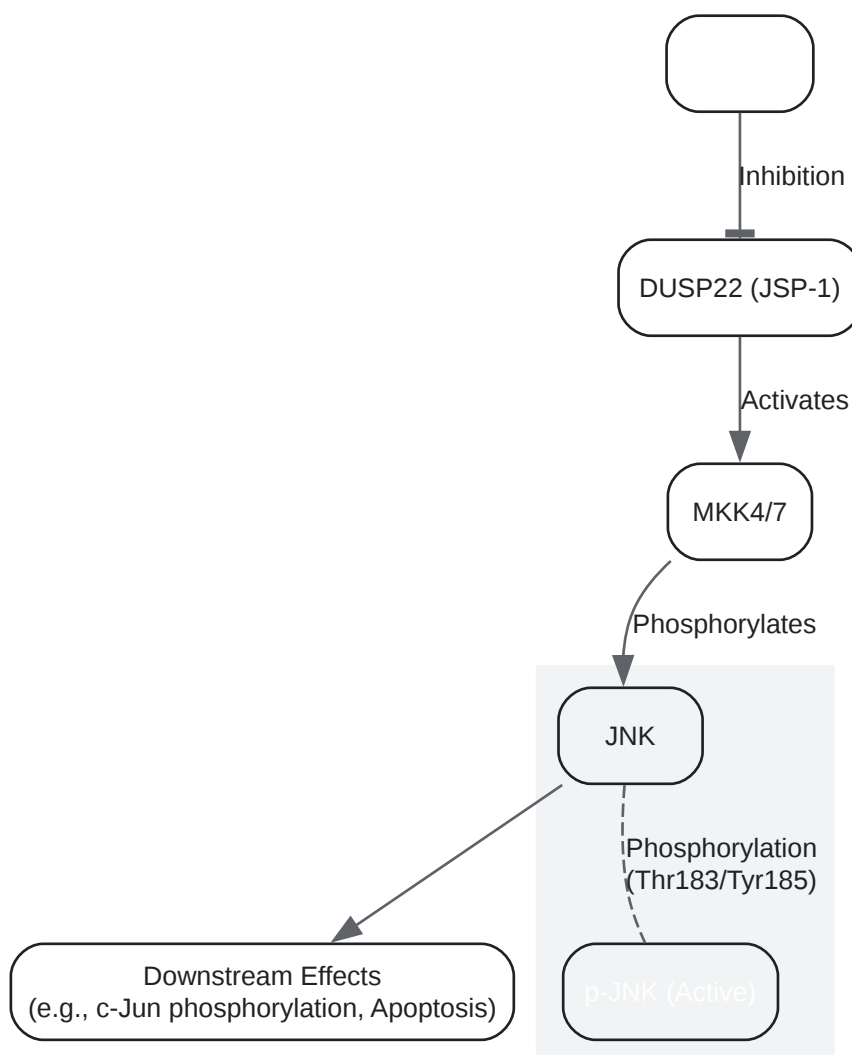 Inhibition
DUSP22 (JSP-1)
Activates
MKK4/7
Phosphorylates
JNK
Phosphorylation
(Thr183/Tyr185)
Downstream Effects
(e.g., c-Jun phosphorylation, Apoptosis)
p-JNK (Active)